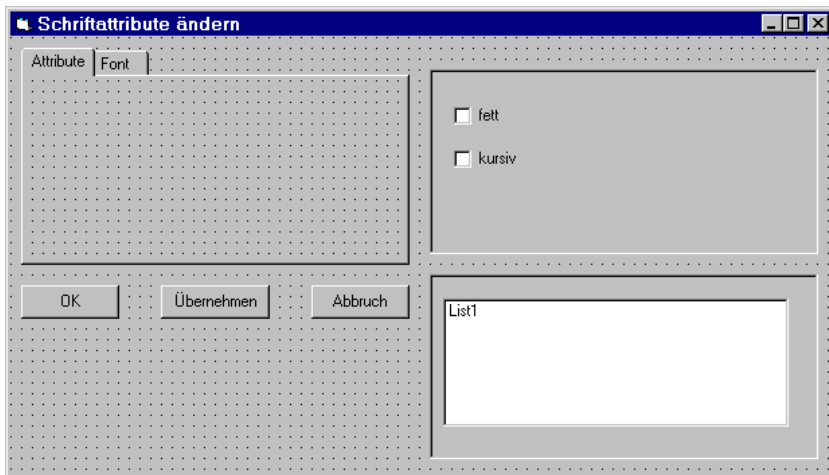 Schriftattribute ändern
Attribute Font
fett
kursiv
OK Übernehmen Abbruch
List1